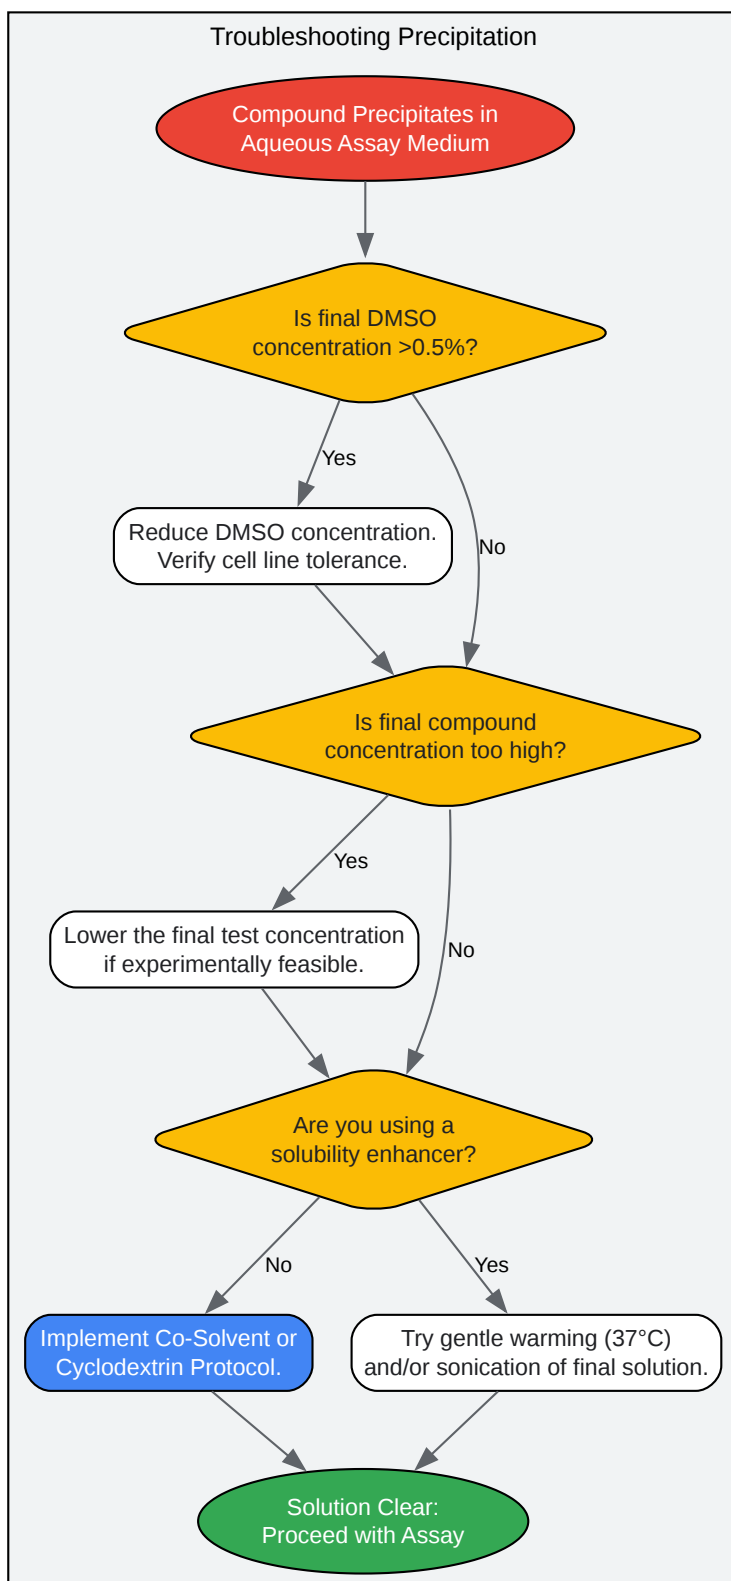 Troubleshooting Precipitation
Compound Precipitates in
Aqueous Assay Medium
Is final DMSO
concentration >0.5%?
Yes
No
Reduce DMSO concentration.
Verify cell line tolerance.
Is final compound
concentration too high?
Yes
No
Lower the final test concentration
if experimentally feasible.
Are you using a
solubility enhancer?
No
Yes
Implement Co-Solvent or
Cyclodextrin Protocol.
Try gentle warming (37°C)
and/or sonication of final solution.
Solution Clear:
Proceed with Assay